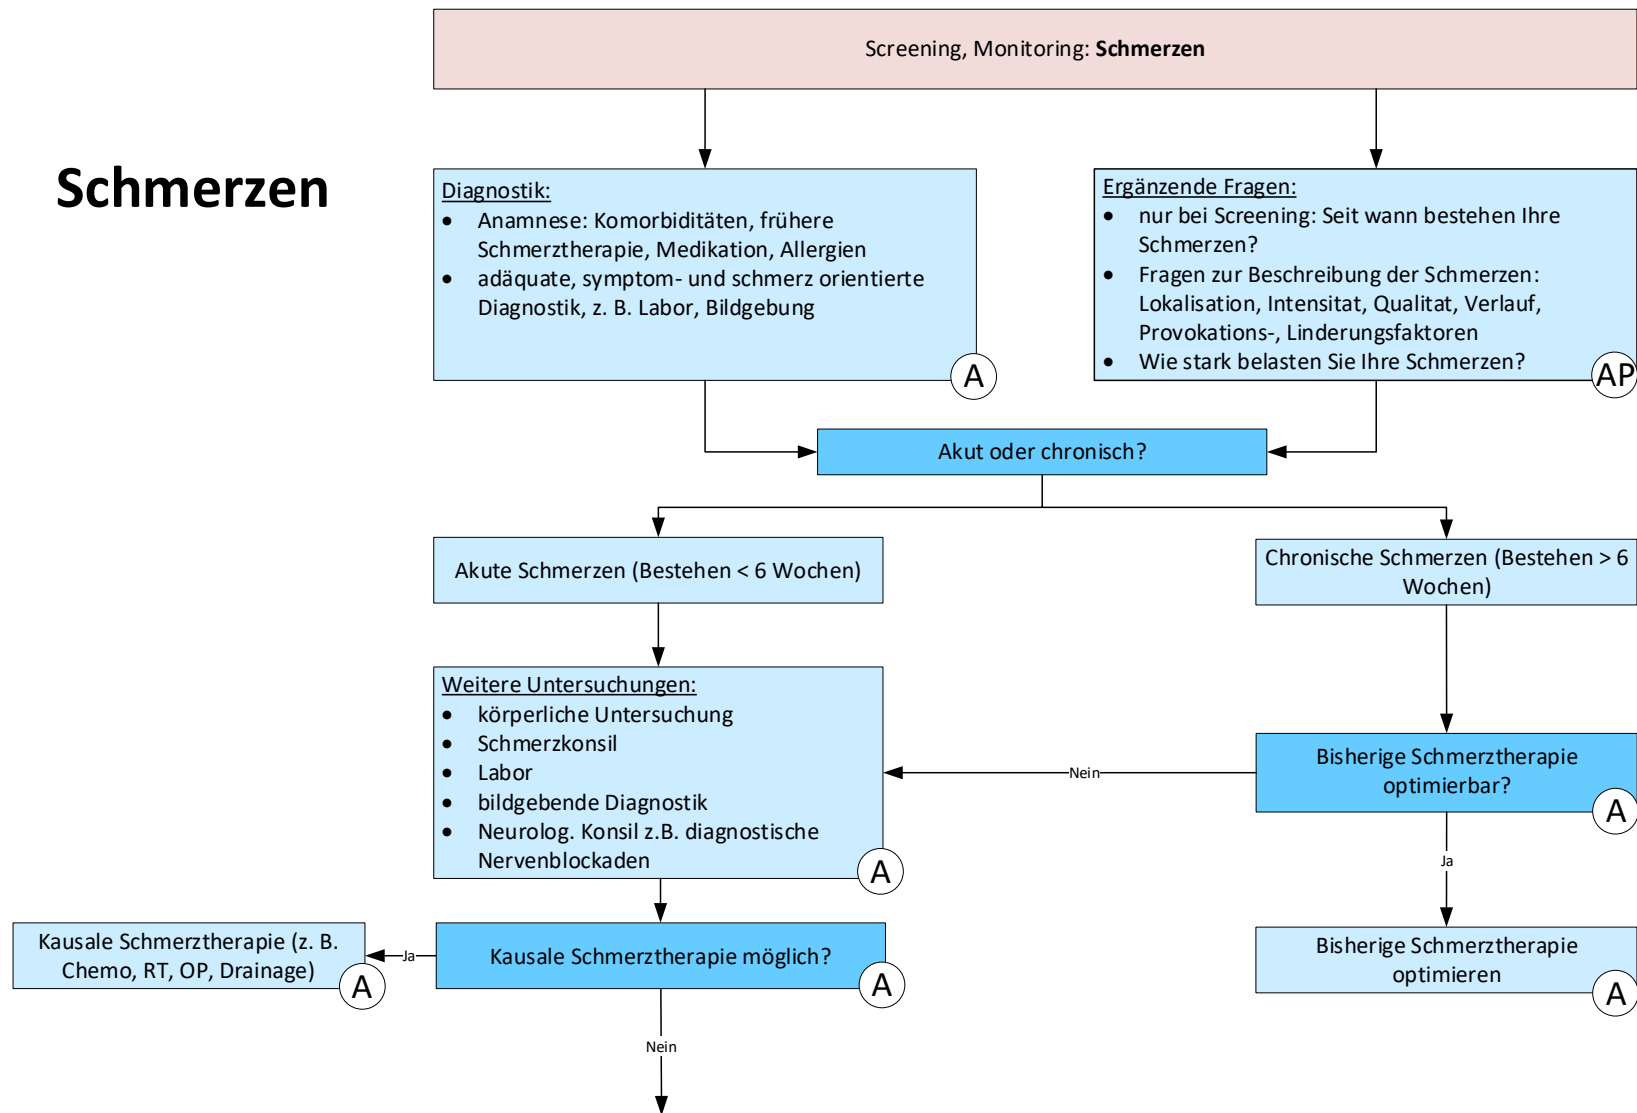 Screening, Monitoring: Schmerzen
Schmerzen
Diagnostik:
• Anamnese: Komorbiditäten, frühere
Schmerztherapie, Medikation, Allergien
• adäquate, symptom- und schmerz orientierte
Diagnostik, z. B. Labor, Bildgebung
A
Ergänzende Fragen:
• nur bei Screening: Seit wann bestehen Ihre
Schmerzen?
• Fragen zur Beschreibung der Schmerzen:
Lokalisation, Intensitat, Qualitat, Verlauf,
Provokations-, Linderungsfaktoren
• Wie stark belasten Sie Ihre Schmerzen?
AP
Akut oder chronisch?
Akute Schmerzen (Bestehen < 6 Wochen)
Chronische Schmerzen (Bestehen > 6
Wochen)
Weitere Untersuchungen:
• körperliche Untersuchung
• Schmerzkonsil
• Labor
• bildgebende Diagnostik
• Neurolog. Konsil z.B. diagnostische
Nervenblockaden
A
Nein
Bisherige Schmerztherapie
optimierbar?
A
Ja
Kausale Schmerztherapie (z. B.
Chemo, RT, OP, Drainage)
A
Ja
Kausale Schmerztherapie möglich?
A
Bisherige Schmerztherapie
optimieren
A
Nein